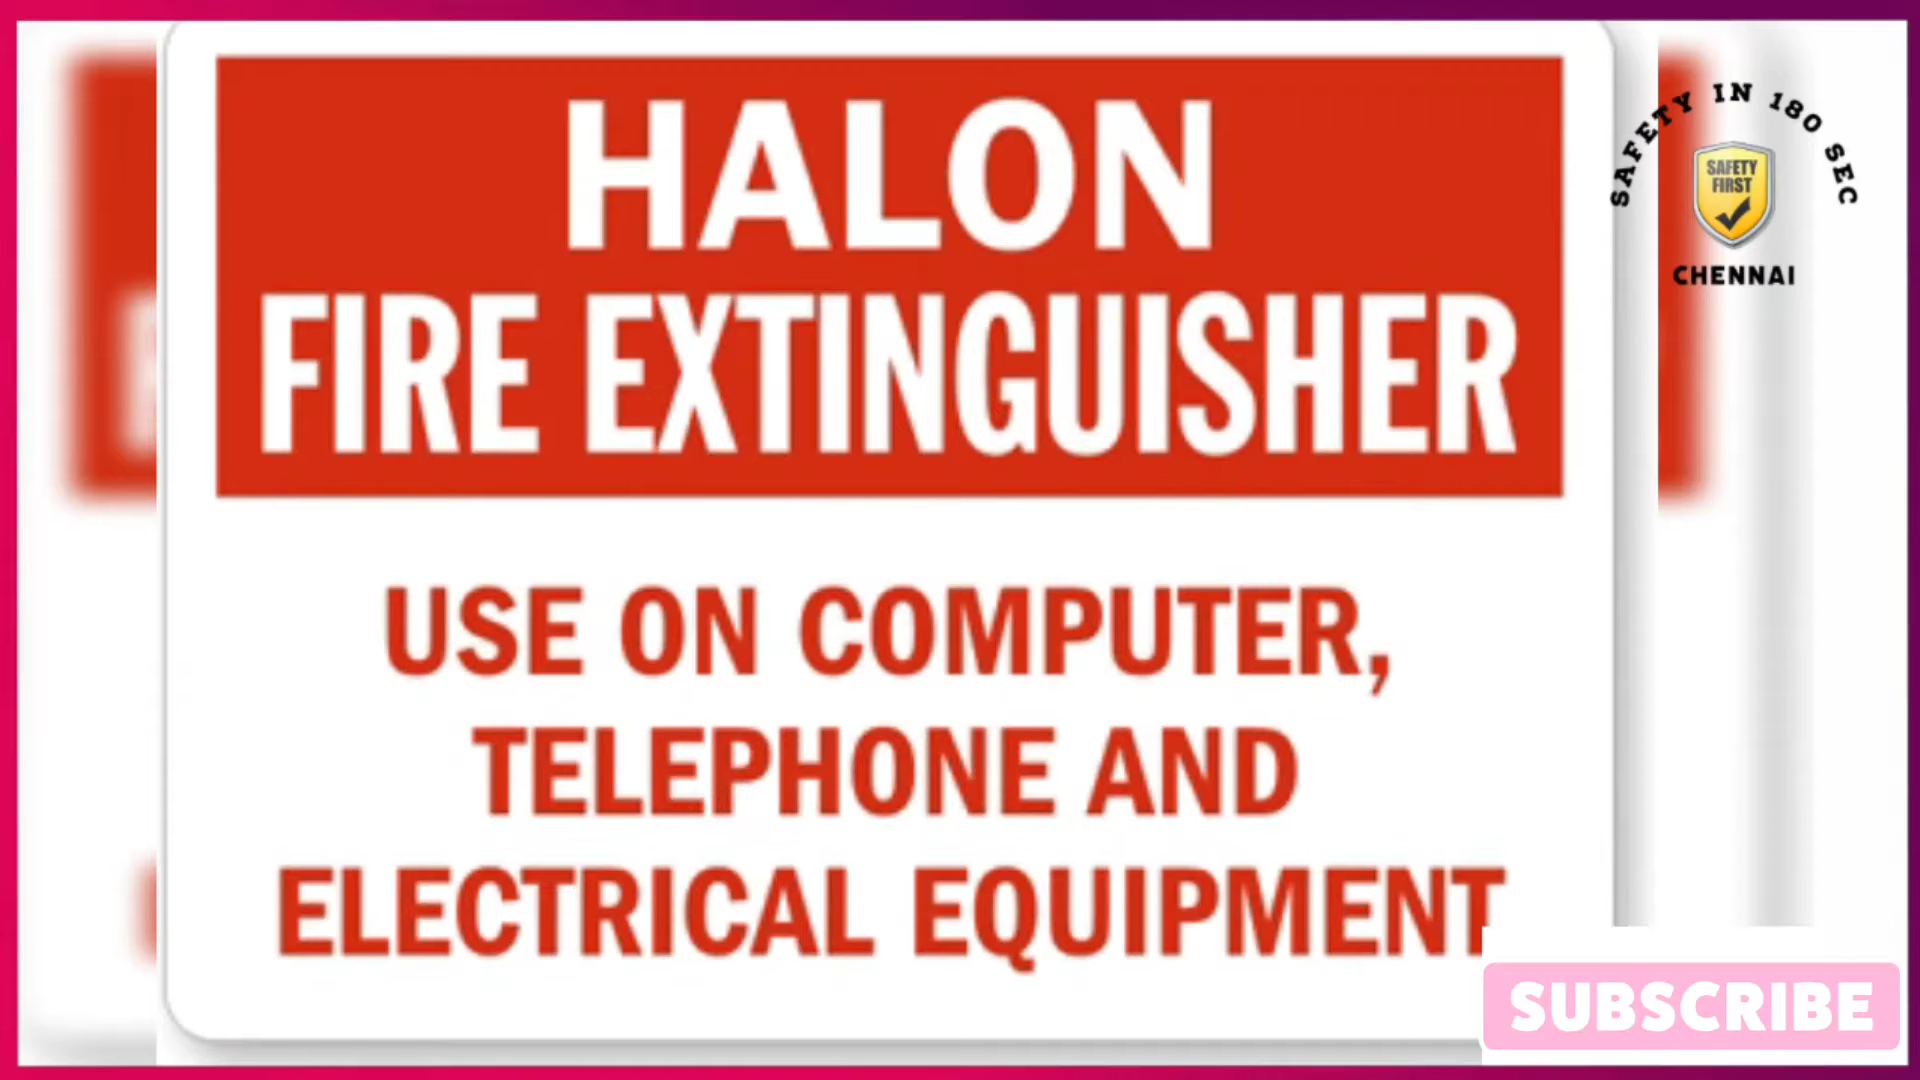 HALON
FIRE EXTINGUISHER
USE ON COMPUTER,
TELEPHONE AND
ELECTRICAL EQUIPMENT
SAFETY IN 180 SEC
SAFETY
FIRST
CHENNAI
SUBSCRIBE